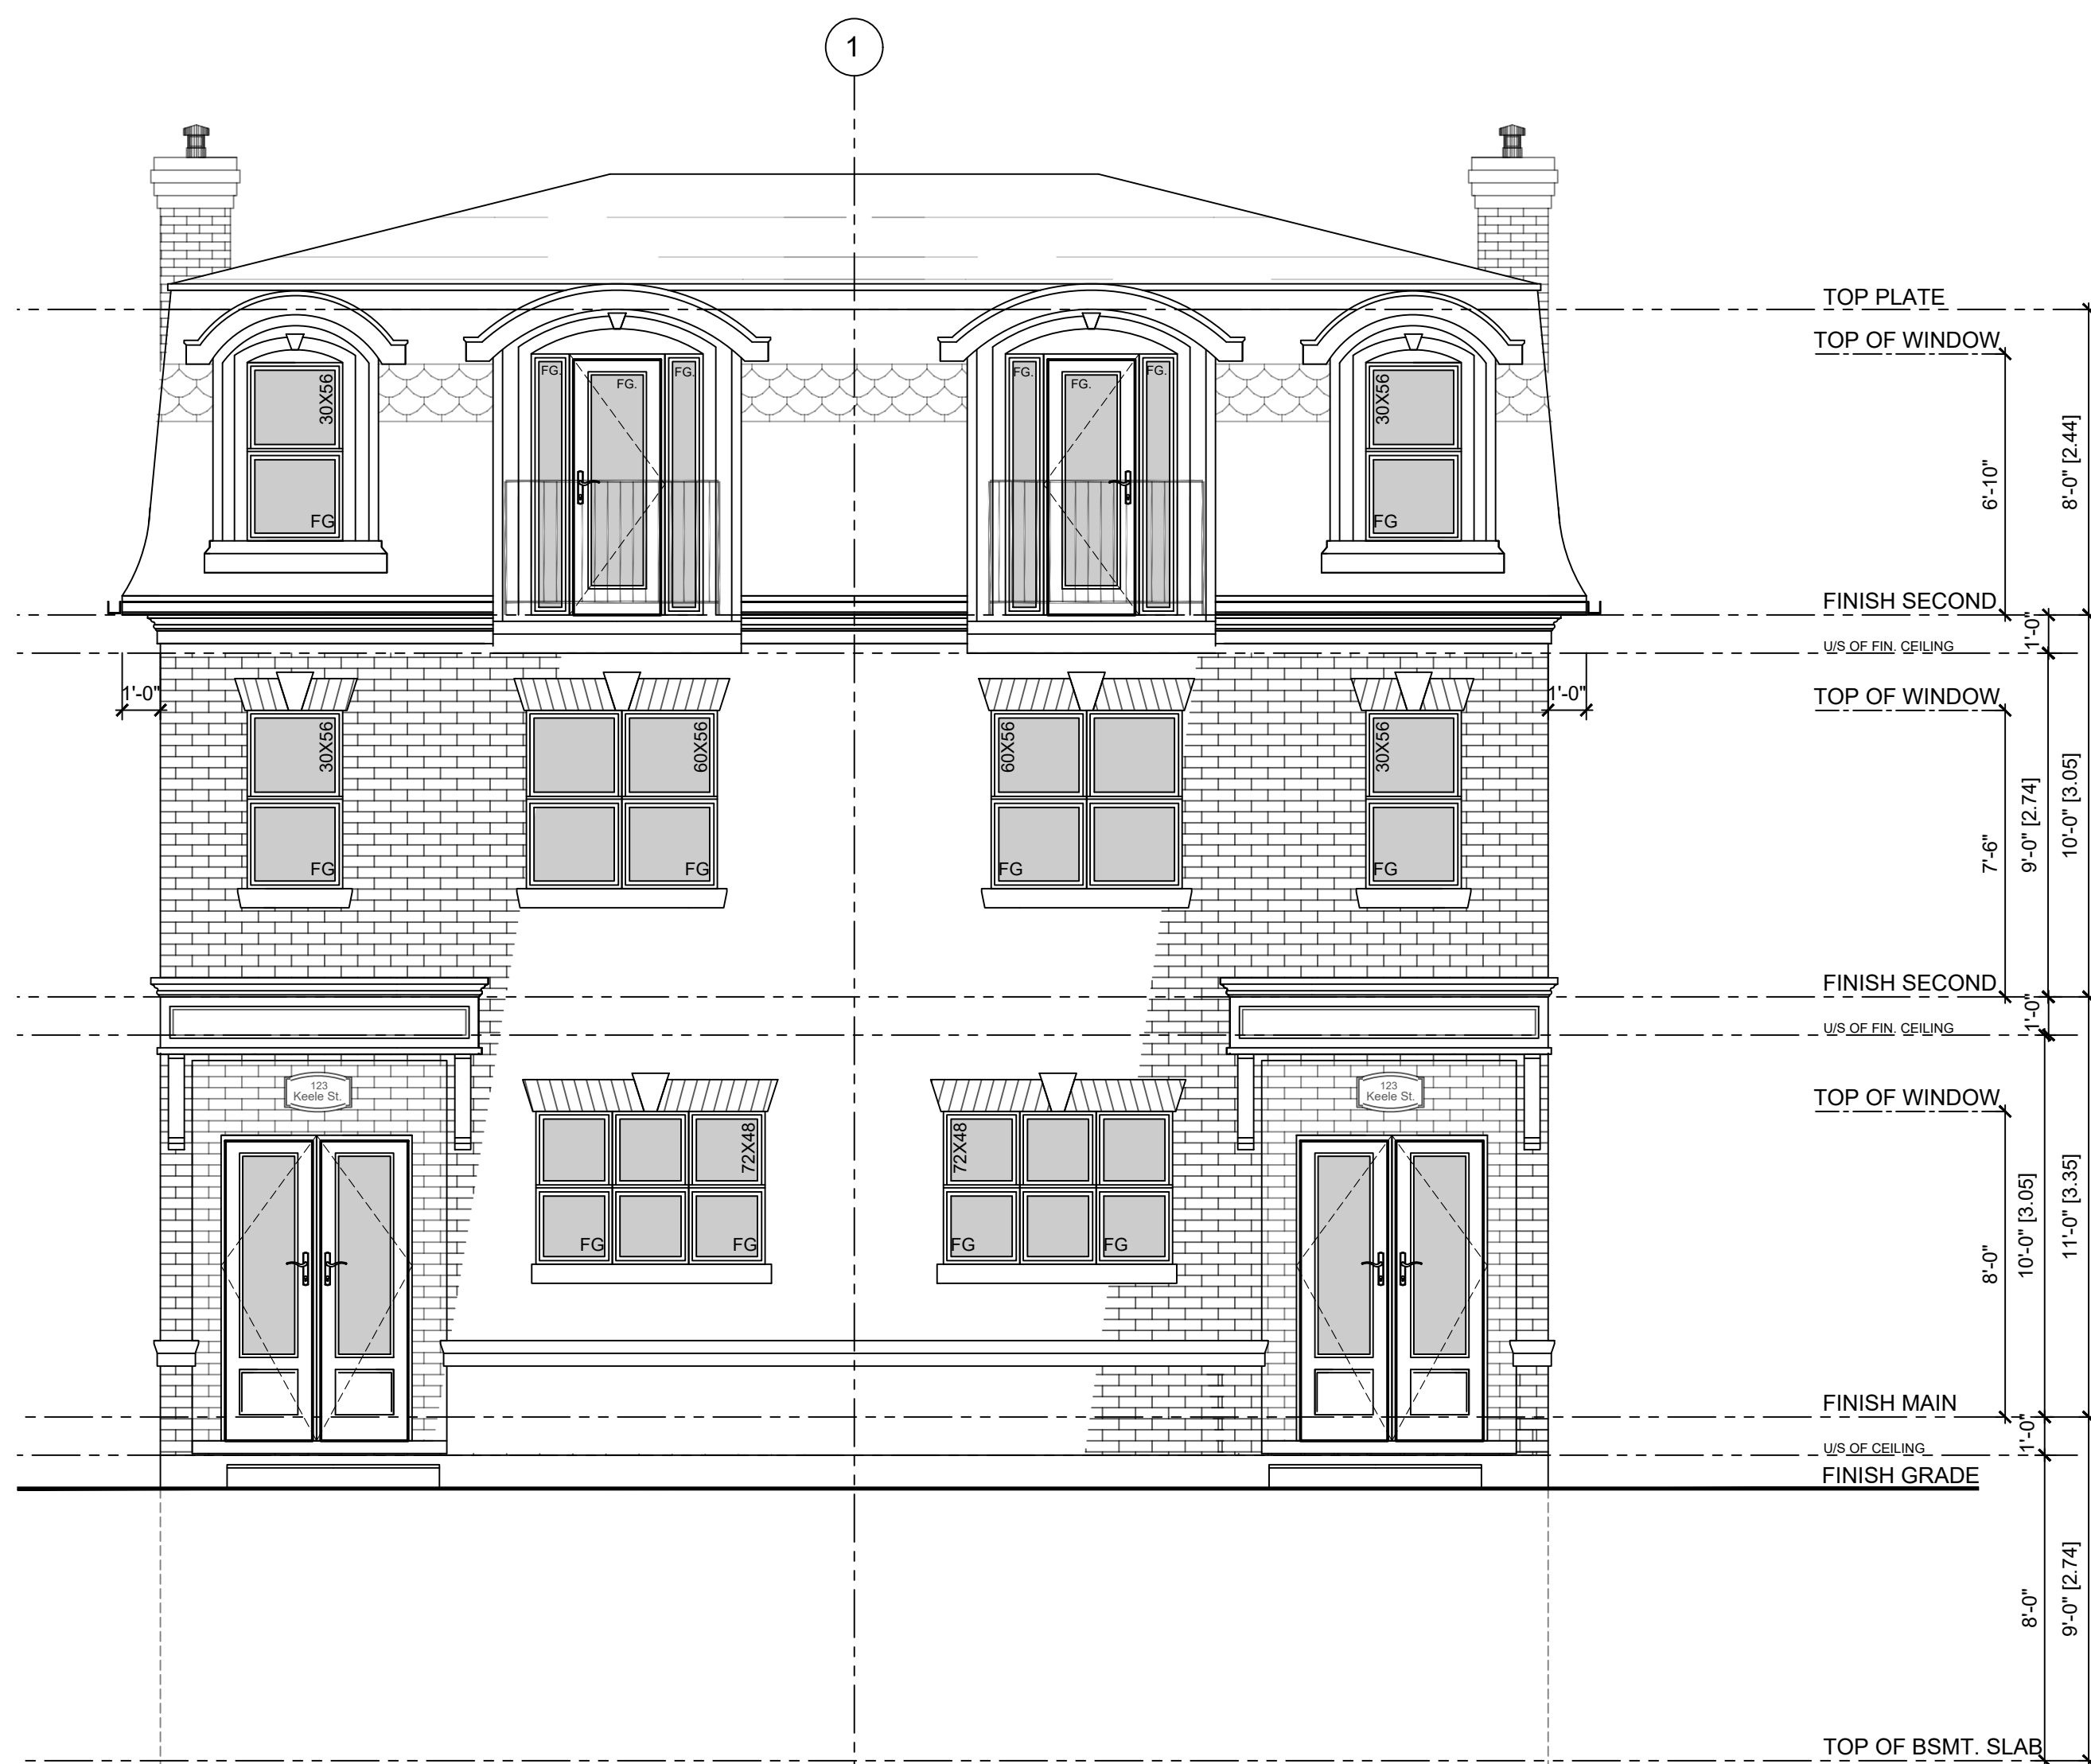 1
TOP PLATE
TOP OF WINDOW
30X56
FG.
FG.
FG.
FG.
FG.
FG.
30X56
6'-10"
8'-0" [2.44]
FG
FG
FINISH SECOND
1'-0"
U/S OF FIN. CEILING
1'-0"
1'-0"
TOP OF WINDOW
30X56
60X56
60X56
30X56
7'-6"
9'-0" [2.74]
10'-0" [3.05]
FG
FG
FG
FG
FINISH SECOND
1'-0"
U/S OF FIN. CEILING
123
Keele St.
123
Keele St.
TOP OF WINDOW
72X48
72X48
8'-0"
10'-0" [3.05]
11'-0" [3.35]
FG
FG
FG
FG
FINISH MAIN
1'-0"
U/S OF CEILING
FINISH GRADE
8'-0"
9'-0" [2.74]
TOP OF BSMT. SLAB